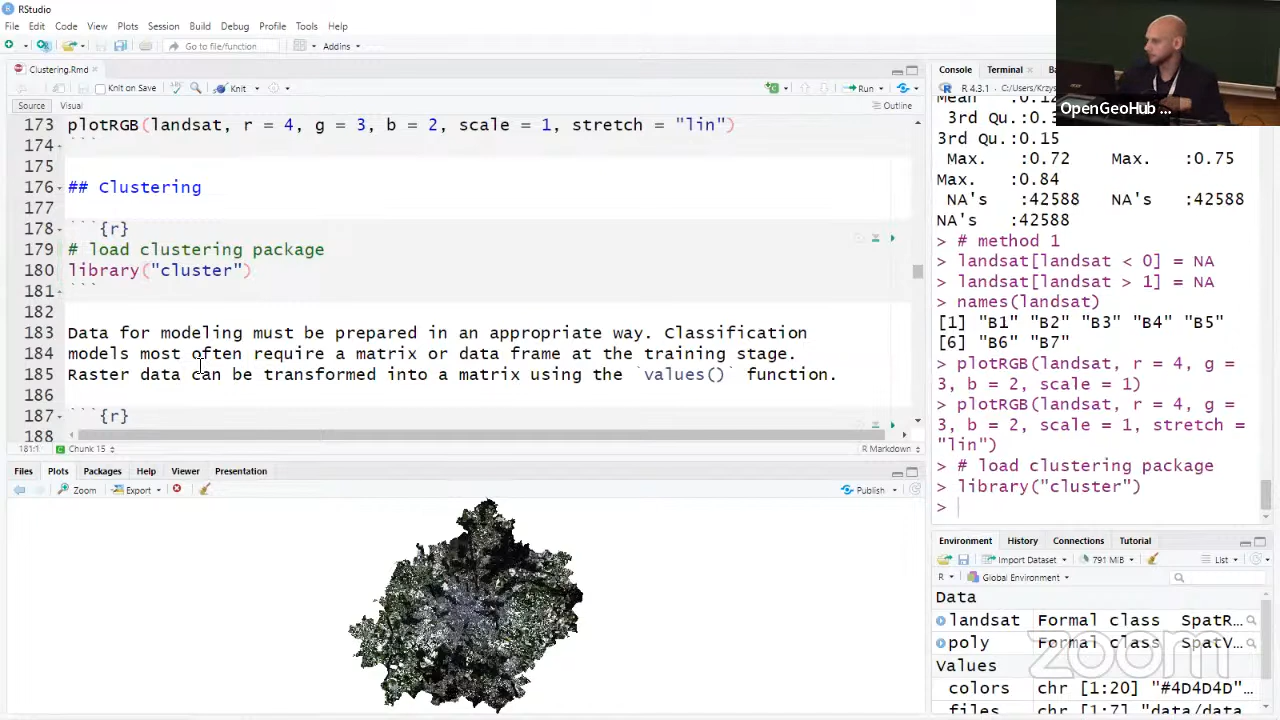 RStudio
File Edit Code View Plots Session Build Debug Profile Tools Help
Go to file/function Addins
Clustering.Rmd
Knit on Save Knit Run
Source Visual Outline
173 plotRGB(landsat, r = 4, g = 3, b = 2, scale = 1, stretch = "lin")
174 ```
175
176 ## Clustering
177
178 ```{r}
179 # load clustering package
180 library("cluster")
181 ```
182
183 Data for modeling must be prepared in an appropriate way. Classification
184 models most often require a matrix or data frame at the training stage.
185 Raster data can be transformed into a matrix using the `values()` function.
186
187 ```{r}
188
181:1 Chunk 15 R Markdown
Files Plots Packages Help Viewer Presentation
Zoom Export Publish
OpenGeoHub ...
Console Terminal
R 4.3.1
3rd Qu.:0.15
Max. :0.72 Max. :0.75
Max. :0.84
NA's :42588 NA's :42588
NA's :42588
> # method 1
> landsat[landsat < 0] = NA
> landsat[landsat > 1] = NA
> names(landsat)
[1] "B1" "B2" "B3" "B4" "B5"
[6] "B6" "B7"
> plotRGB(landsat, r = 4, g =
3, b = 2, scale = 1)
> plotRGB(landsat, r = 4, g =
3, b = 2, scale = 1, stretch =
"lin")
> # load clustering package
> library("cluster")
>
Environment History Connections Tutorial
Import Dataset 791 MiB List
R Global Environment
Data
landsat Formal class SpatR…
poly Formal class SpatV…
Values
colors chr [1:20] "#4D4D4D"…
files chr [1:7] "data/data
zoom